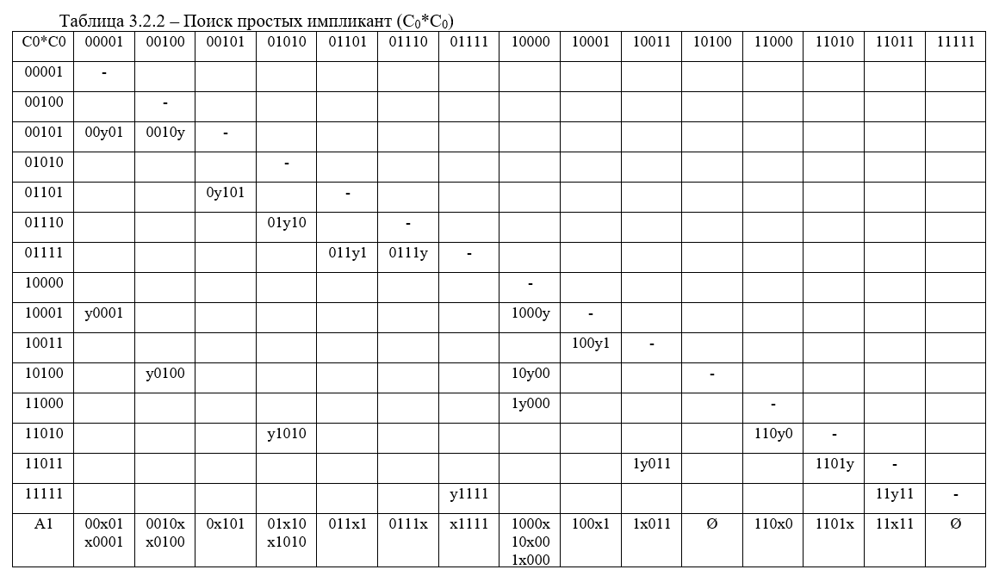 Таблица 3.2.2 – Поиск простых импликант (C₀*C₀)
C0*C0 00001 00100 00101 01010 01101 01110 01111 10000 10001 10011 10100 11000 11010 11011 11111
00001 -
00100 -
00101 00y01 0010y -
01010 -
01101 0y101 -
01110 01y10 -
01111 011y1 0111y -
10000 -
10001 y0001 1000y -
10011 100y1 -
10100 y0100 10y00 -
11000 1y000 -
11010 y1010 110y0 -
11011 1y011 1101y -
11111 y1111 11y11 -
A1 00x01 0010x 0x101 01x10 011x1 0111x x1111 1000x 100x1 1x011 Ø 110x0 1101x 11x11 Ø
x0001 x0100 x1010 10x00
1x000